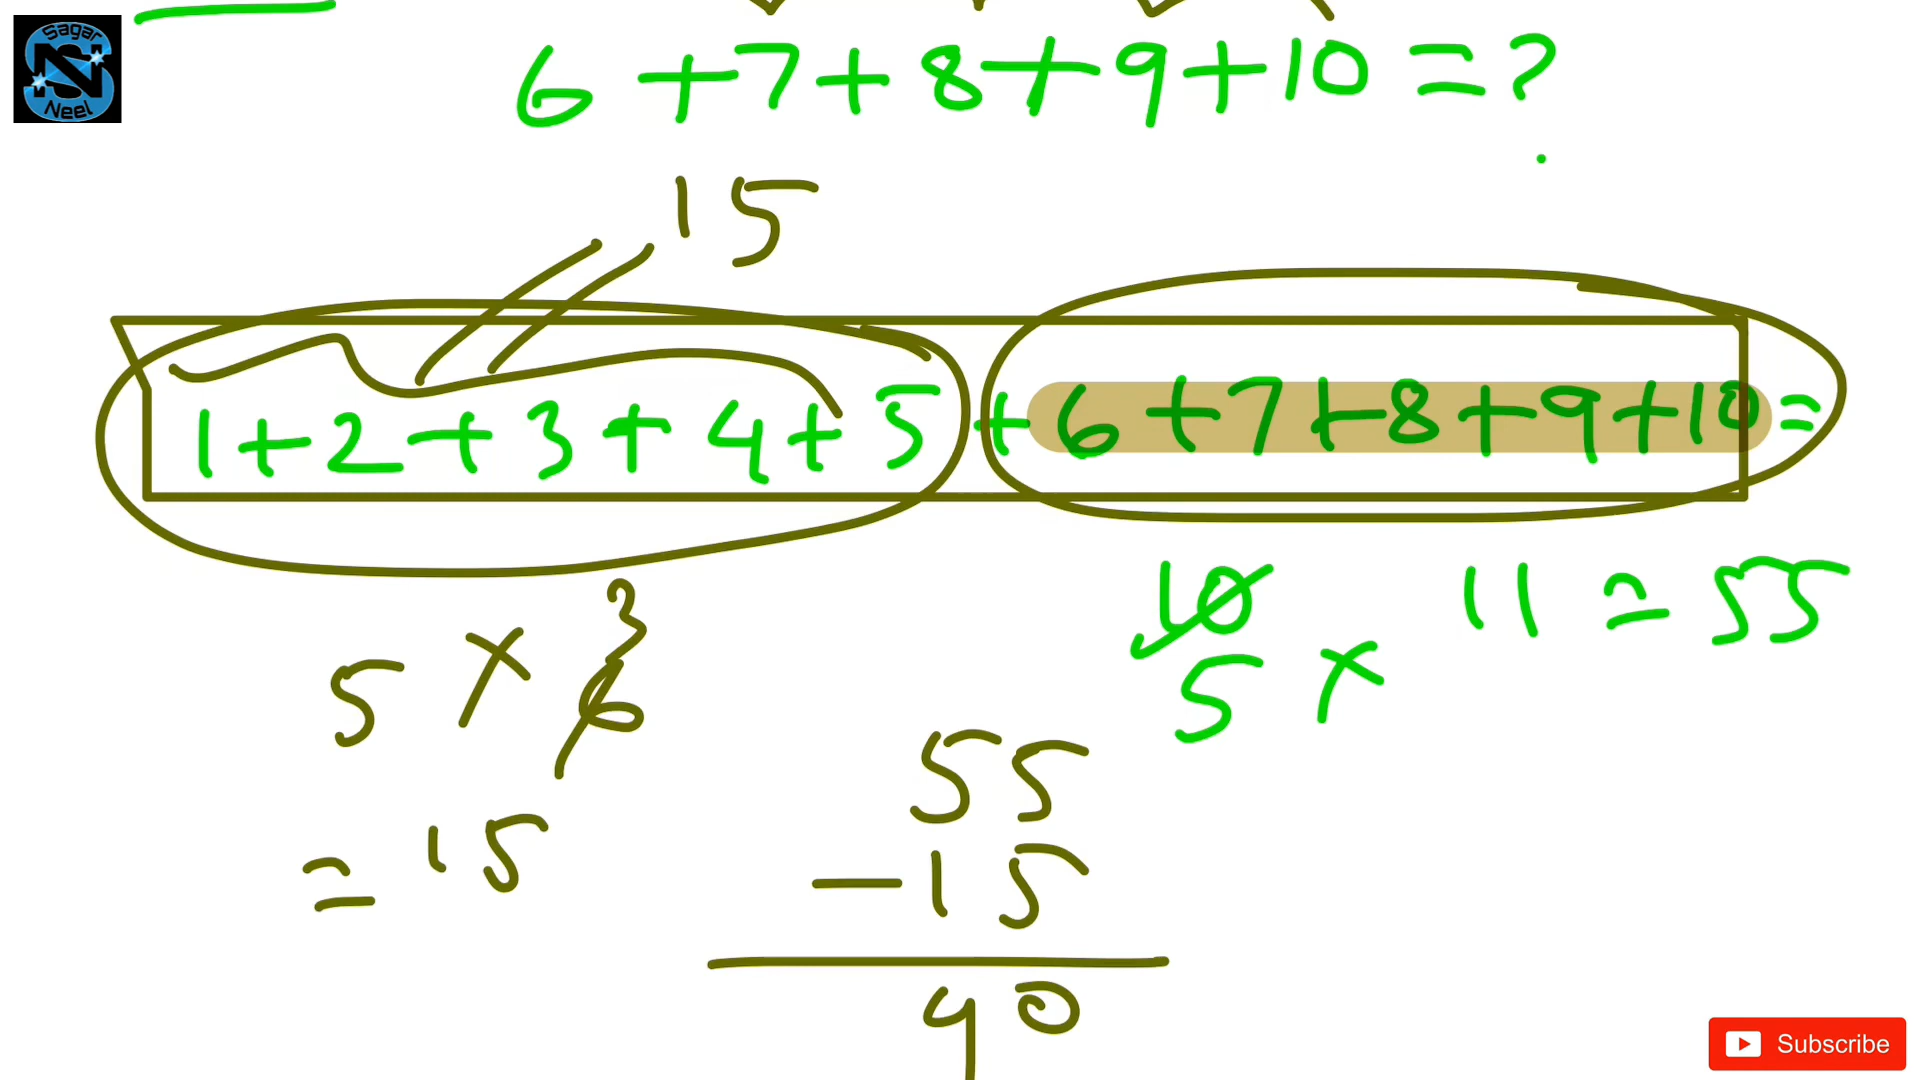 Sagar
SN
Neel
6 + 7 + 8 + 9 + 10 = ?
15
1 + 2 + 3 + 4 + 5 + 6 + 7 + 8 + 9 + 10 =
10 11 = 55
5 ×
3
5 × 6
= 15
55
- 15
40
Subscribe